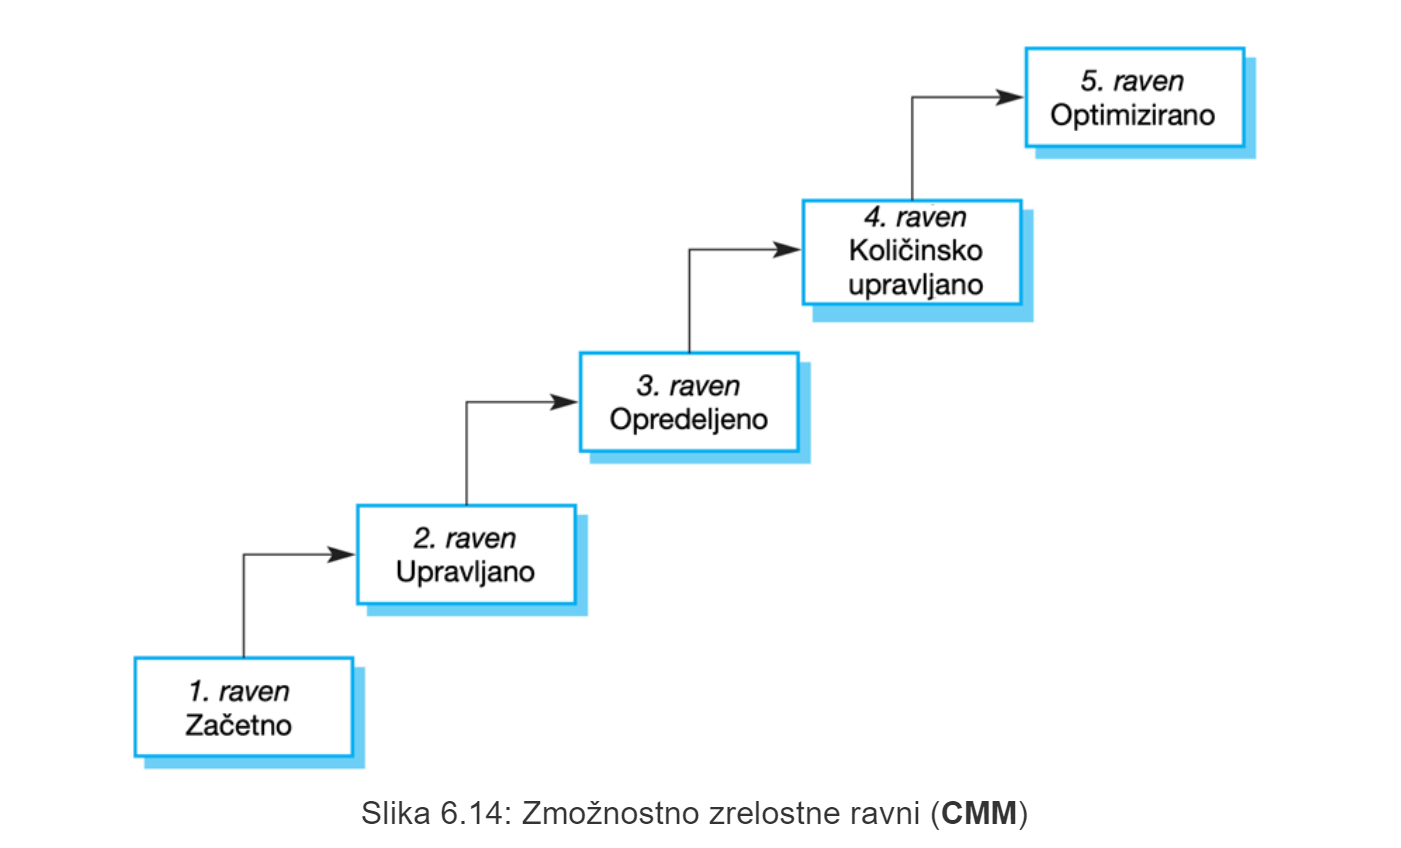 5. raven
Optimizirano
4. raven
Količinsko
upravljano
3. raven
Opredeljeno
2. raven
Upravljano
1. raven
Začetno
Slika 6.14: Zmožnostno zrelostne ravni (CMM)